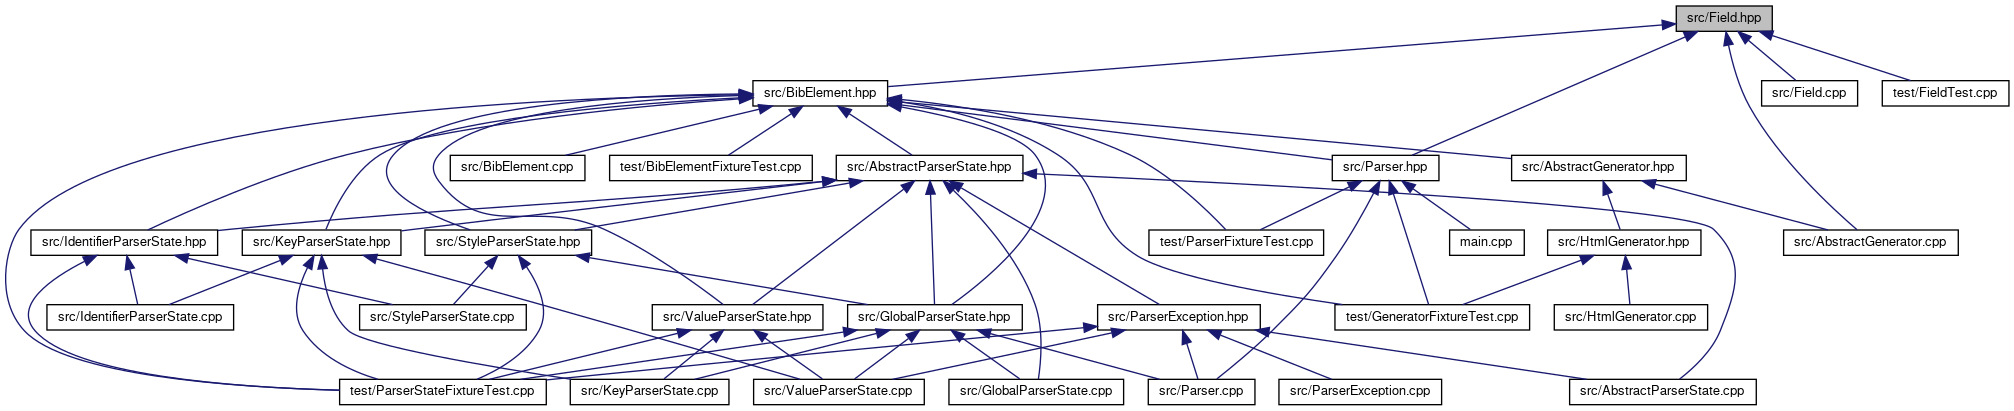 src/Field.hpp
src/BibElement.hpp
src/Field.cpp
test/FieldTest.cpp
src/BibElement.cpp
test/BibElementFixtureTest.cpp
src/AbstractParserState.hpp
src/Parser.hpp
src/AbstractGenerator.hpp
src/IdentifierParserState.hpp
src/KeyParserState.hpp
src/StyleParserState.hpp
test/ParserFixtureTest.cpp
main.cpp
src/HtmlGenerator.hpp
src/AbstractGenerator.cpp
src/IdentifierParserState.cpp
src/StyleParserState.cpp
src/ValueParserState.hpp
src/GlobalParserState.hpp
src/ParserException.hpp
test/GeneratorFixtureTest.cpp
src/HtmlGenerator.cpp
test/ParserStateFixtureTest.cpp
src/KeyParserState.cpp
src/ValueParserState.cpp
src/GlobalParserState.cpp
src/Parser.cpp
src/ParserException.cpp
src/AbstractParserState.cpp